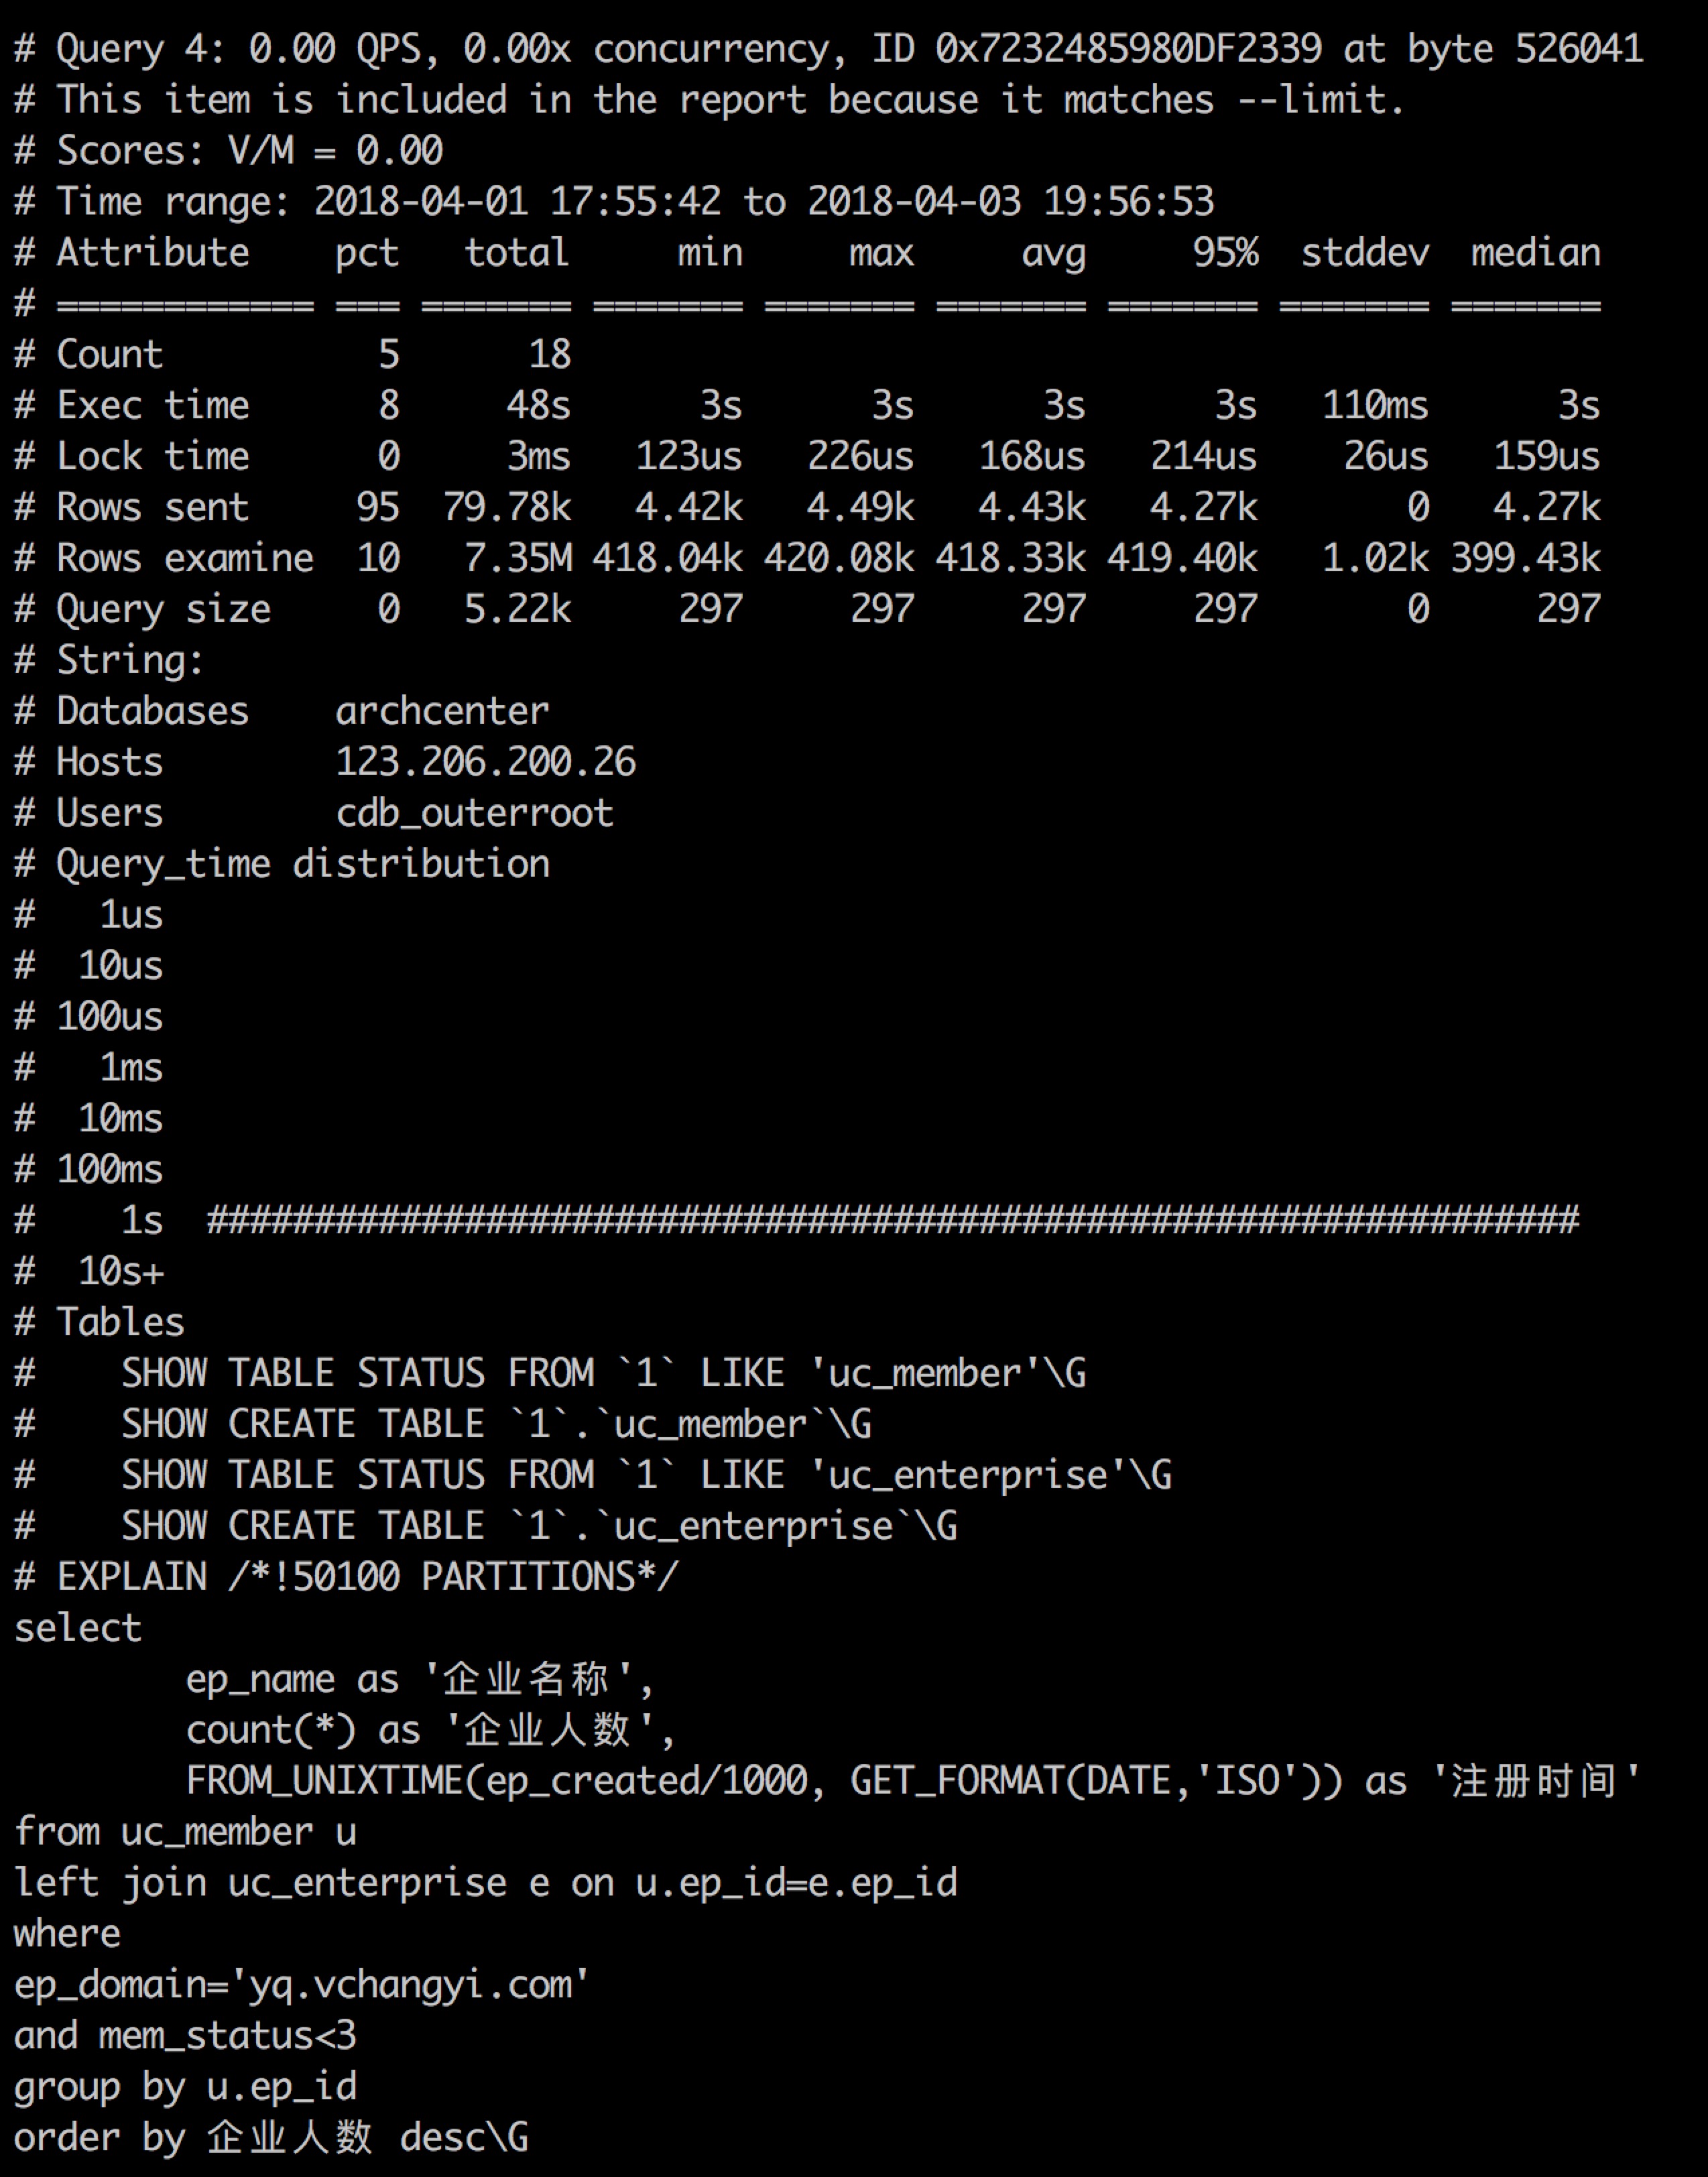 # Query 4: 0.00 QPS, 0.00x concurrency, ID 0x7232485980DF2339 at byte 526041
# This item is included in the report because it matches --limit.
# Scores: V/M = 0.00
# Time range: 2018-04-01 17:55:42 to 2018-04-03 19:56:53
# Attribute    pct   total     min     max     avg     95%  stddev  median
# ============ === ======= ======= ======= ======= ======= ======= =======
# Count          5      18
# Exec time      8     48s      3s      3s      3s      3s   110ms      3s
# Lock time      0     3ms   123us   226us   168us   214us    26us   159us
# Rows sent     95  79.78k   4.42k   4.49k   4.43k   4.27k       0   4.27k
# Rows examine  10   7.35M 418.04k 420.08k 418.33k 419.40k   1.02k 399.43k
# Query size     0   5.22k     297     297     297     297       0     297
# String:
# Databases    archcenter
# Hosts        123.206.200.26
# Users        cdb_outerroot
# Query_time distribution
#   1us
#  10us
# 100us
#   1ms
#  10ms
# 100ms
#    1s  ################################################################
#  10s+
# Tables
#    SHOW TABLE STATUS FROM `1` LIKE 'uc_member'\G
#    SHOW CREATE TABLE `1`.`uc_member`\G
#    SHOW TABLE STATUS FROM `1` LIKE 'uc_enterprise'\G
#    SHOW CREATE TABLE `1`.`uc_enterprise`\G
# EXPLAIN /*!50100 PARTITIONS*/
select
        ep_name as '企业名称',
        count(*) as '企业人数',
        FROM_UNIXTIME(ep_created/1000, GET_FORMAT(DATE,'ISO')) as '注册时间'
from uc_member u
left join uc_enterprise e on u.ep_id=e.ep_id
where
ep_domain='yq.vchangyi.com'
and mem_status<3
group by u.ep_id
order by 企业人数 desc\G